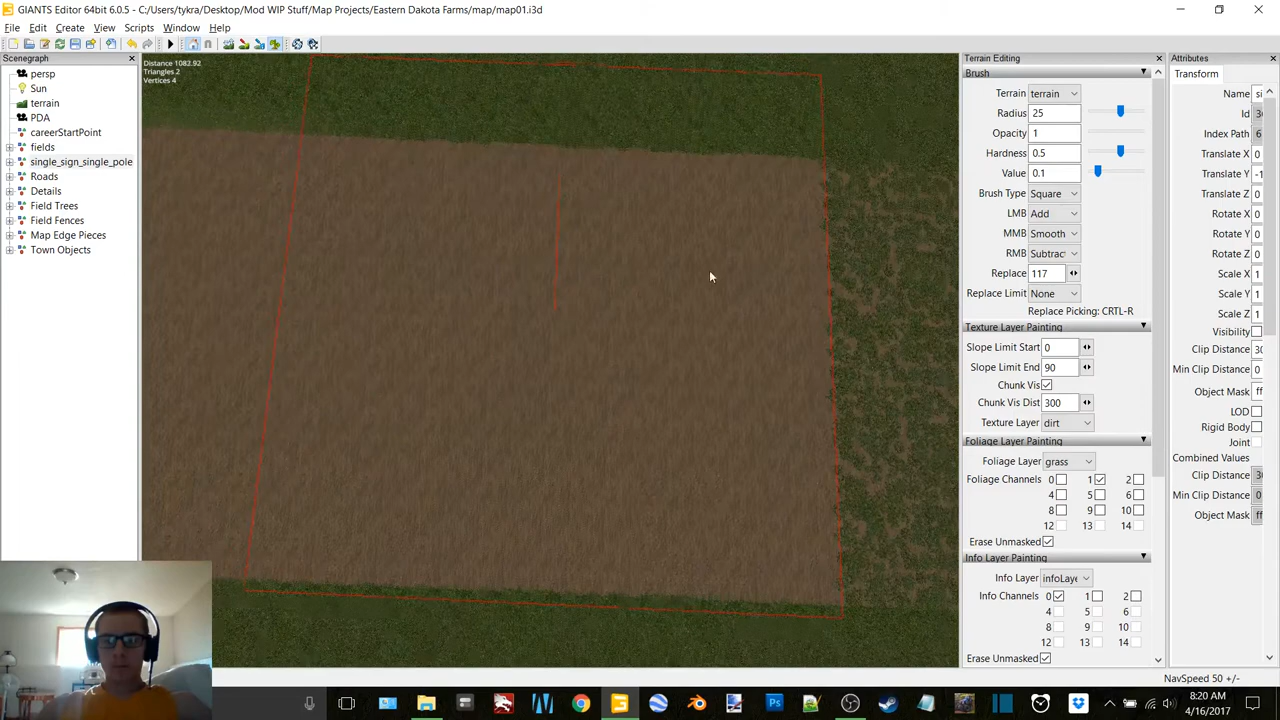 GIANTS Editor 64bit 6.0.5 - C:/Users/tykra/Desktop/Mod WIP Stuff/Map Projects/Eastern Dakota Farms/map/map01.i3d
File Edit Create View Scripts Window Help
Scenegraph
persp
Sun
terrain
PDA
careerStartPoint
fields
single_sign_single_pole
Roads
Details
Field Trees
Field Fences
Map Edge Pieces
Town Objects
Distance 1082.92
Triangles 2
Vertices 4
Terrain Editing
Brush
Terrain terrain
Radius 25
Opacity 1
Hardness 0.5
Value 0.1
Brush Type Square
LMB Add
MMB Smooth
RMB Subtrac
Replace 117
Replace Limit None
Replace Picking: CRTL-R
Texture Layer Painting
Slope Limit Start 0
Slope Limit End 90
Chunk Vis
Chunk Vis Dist 300
Texture Layer dirt
Foliage Layer Painting
Foliage Layer grass
Foliage Channels 0 1 2
4 5 6
8 9 10
12 13 14
Erase Unmasked
Info Layer Painting
Info Layer infoLaye
Info Channels 0 1 2
4 5 6
8 9 10
12 13 14
Erase Unmasked
Attributes
Transform
Name si
Id
Index Path 6
Translate X 0
Translate Y -1
Translate Z 0
Rotate X 0
Rotate Y 0
Rotate Z 0
Scale X 1
Scale Y 1
Scale Z 1
Visibility
Clip Distance 30
Min Clip Distance 0
Object Mask ff
LOD
Rigid Body
Joint
Combined Values
Clip Distance
Min Clip Distance 0
Object Mask ff
NavSpeed 50 +/-
8:20 AM
4/16/2017